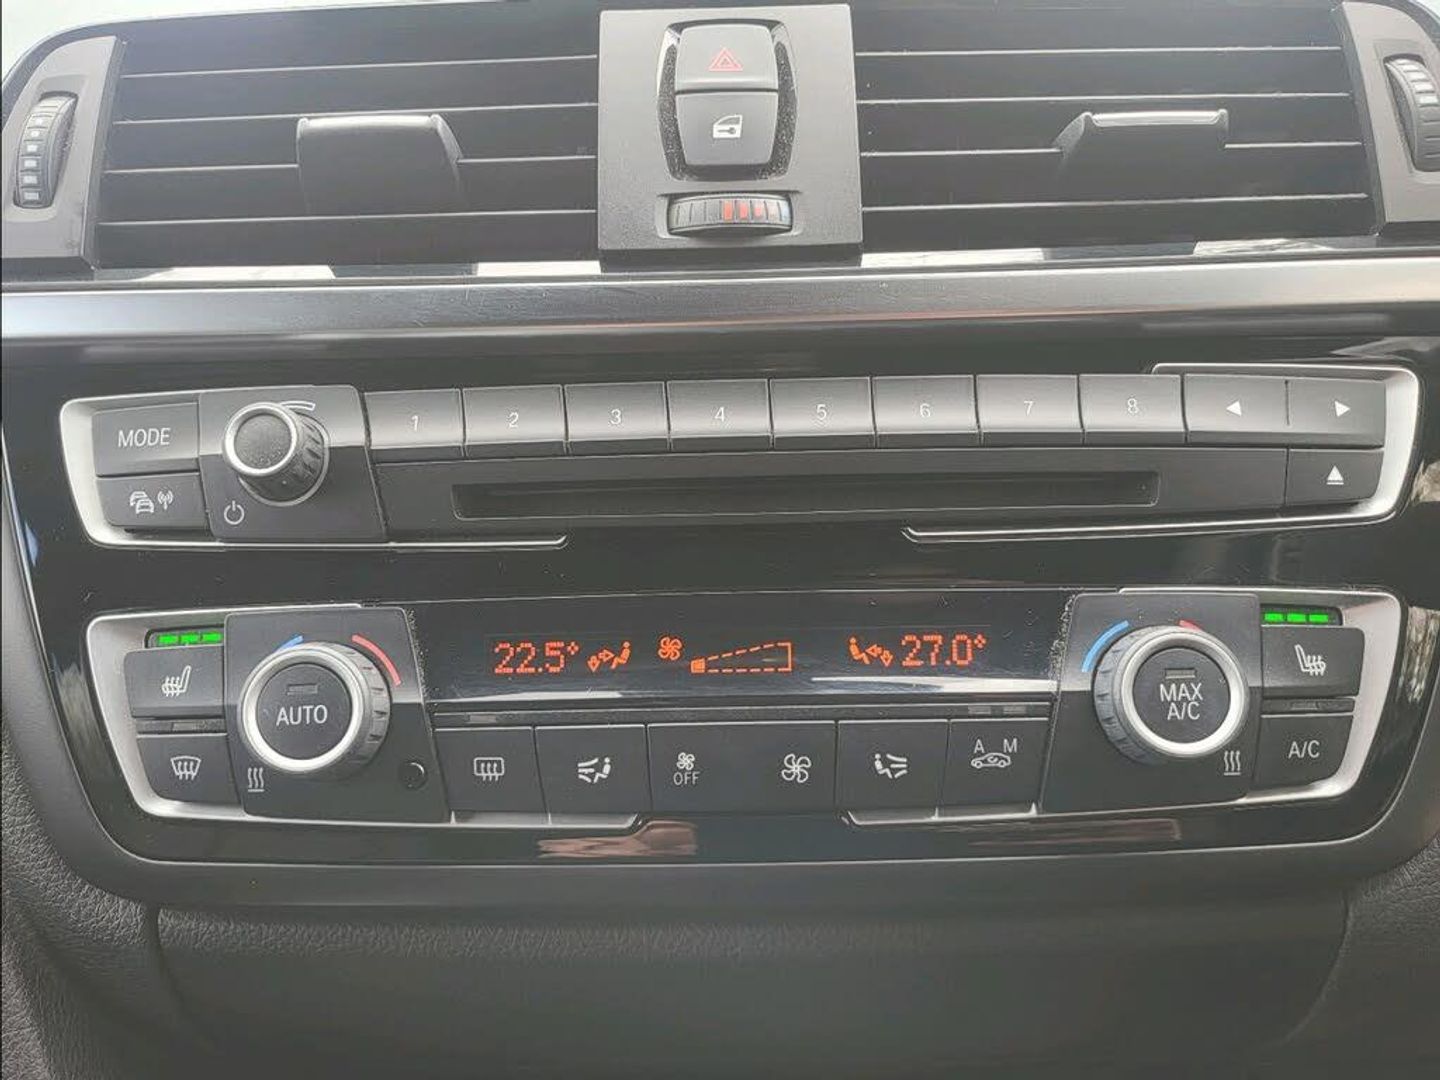 MODE
1 2 3 4 5 6 7 8
22.5° 27.0°
AUTO
MAX
A/C
OFF
A M
A/C